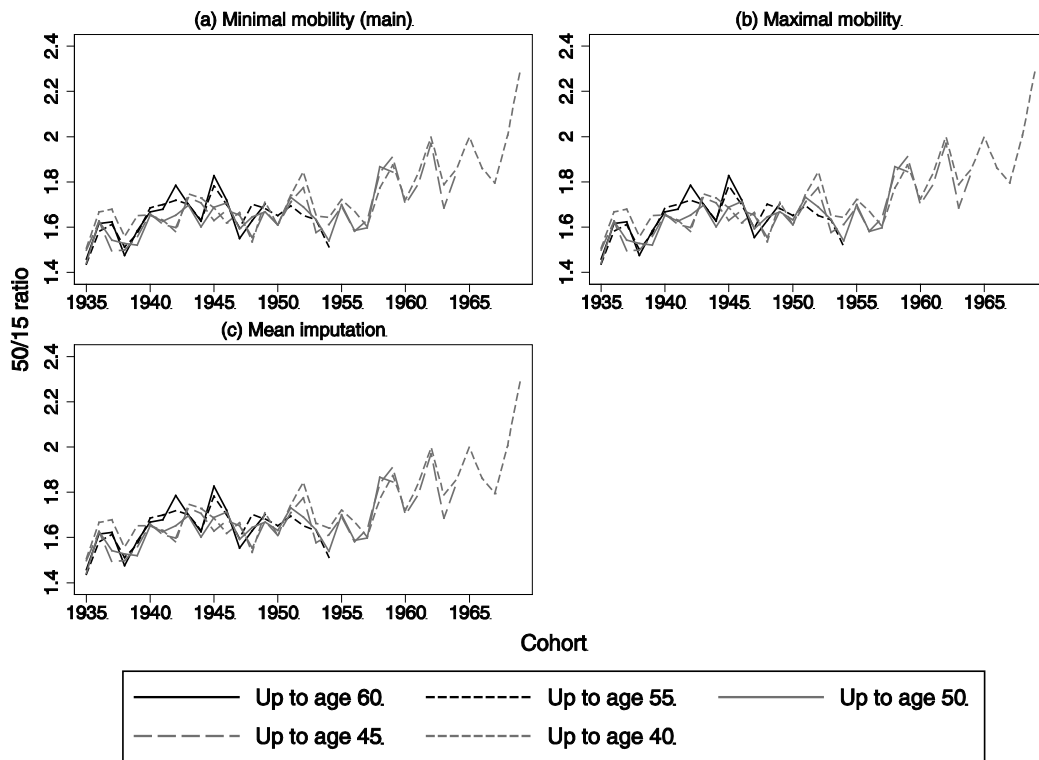 (a) Minimal mobility (main).
(b) Maximal mobility.
2.4
2.2
2
1.8
1.6
1.4
1935. 1940. 1945. 1950. 1955. 1960. 1965.
2.4
2.2
2
1.8
1.6
1.4
1935. 1940. 1945. 1950. 1955. 1960. 1965.
50/15 ratio
(c) Mean imputation.
2.4
2.2
2
1.8
1.6
1.4
1935. 1940. 1945. 1950. 1955. 1960. 1965.
Cohort
Up to age 60. Up to age 55. Up to age 50.
Up to age 45. Up to age 40.